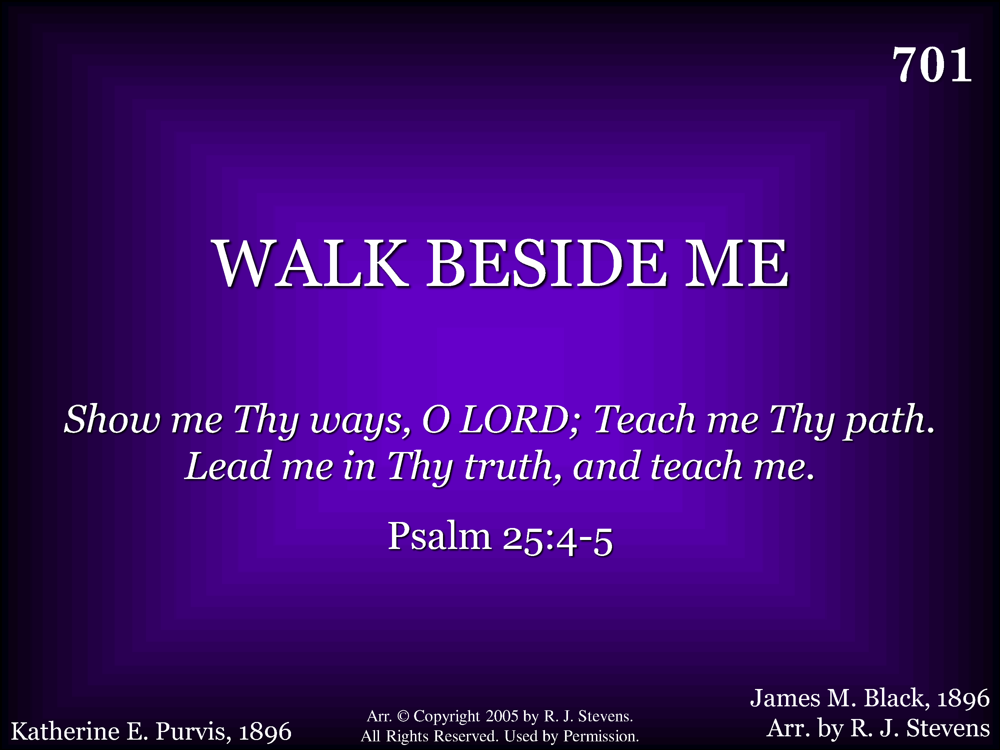 701
WALK BESIDE ME
Show me Thy ways, O LORD; Teach me Thy path.
Lead me in Thy truth, and teach me.
Psalm 25:4-5
Katherine E. Purvis, 1896
Arr. © Copyright 2005 by R. J. Stevens.
All Rights Reserved. Used by Permission.
James M. Black, 1896
Arr. by R. J. Stevens